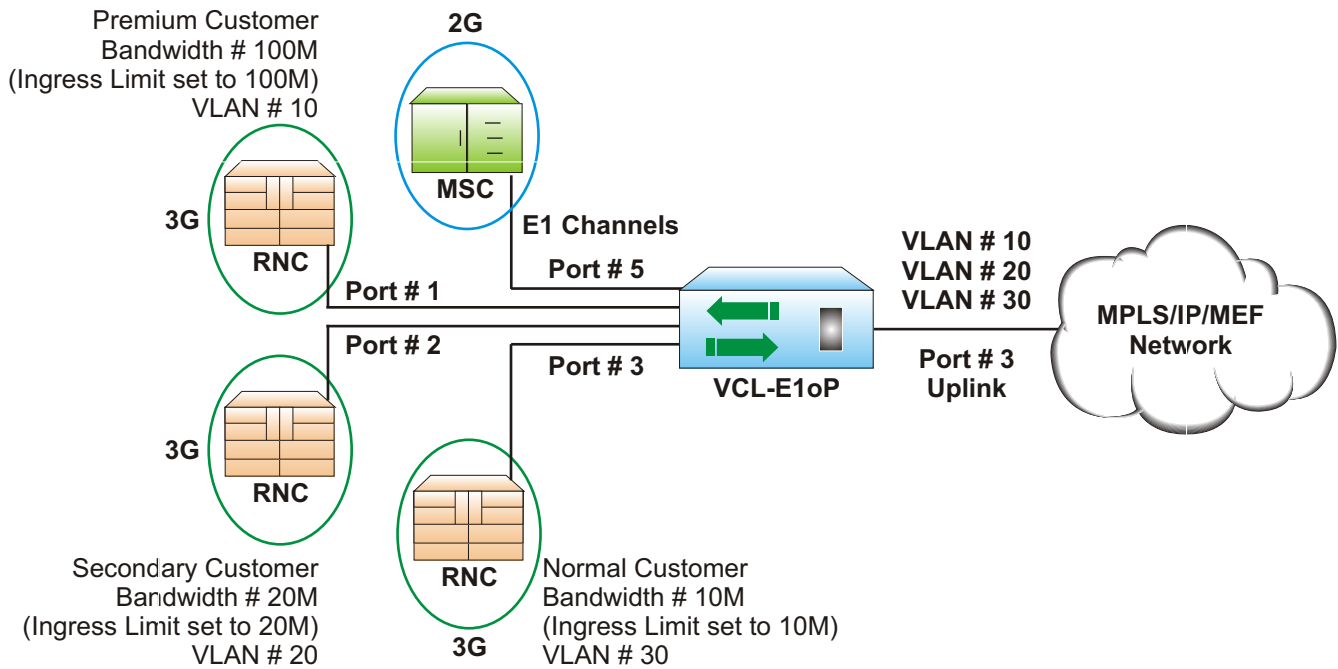 Premium Customer
Bandwidth # 100M
(Ingress Limit set to 100M)
VLAN # 10
2G
MSC
3G
RNC
E1 Channels
Port # 5
Port # 1
Port # 2
Port # 3
VCL-E1oP
VLAN # 10
VLAN # 20
VLAN # 30
Port # 3
Uplink
MPLS/IP/MEF
Network
3G
RNC
Secondary Customer
Bandwidth # 20M
(Ingress Limit set to 20M)
VLAN # 20
RNC
3G
Normal Customer
Bandwidth # 10M
(Ingress Limit set to 10M)
VLAN # 30